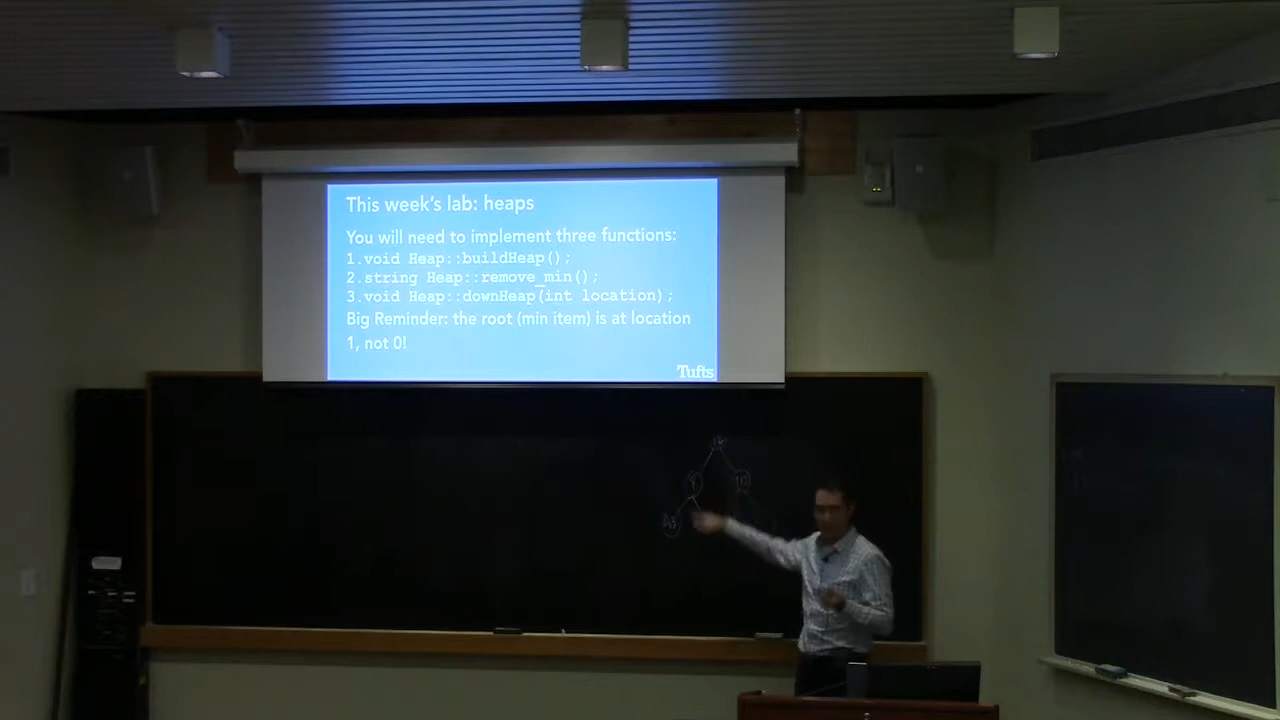 This week's lab: heaps
You will need to implement three functions:
1.void Heap::buildHeap();
2.string Heap::remove_min();
3.void Heap::downHeap(int location);
Big Reminder: the root (min item) is at location
1, not 0!
Tufts